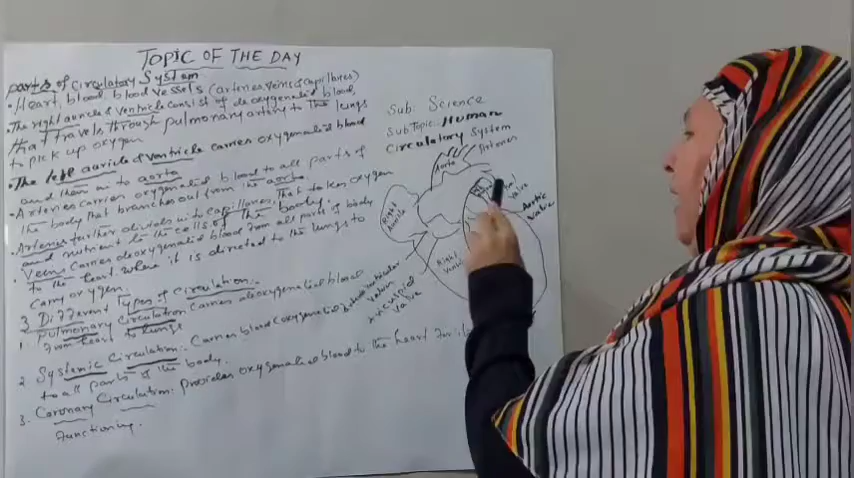 TOPIC OF THE DAY
parts of Circulatory System
• Heart, blood, blood vessels (arteries veins & capillares)
• The right auricle & ventricle consist of deoxygenated blood
that travels through pulmonary artery to the lungs
to pick up oxygen
• The left auricle & ventricle carries oxygenated blood
and then in to aorta
• Arteries carries oxygenated blood to all parts of
the body that branches out from the aorta
• Arteries further divides in to capillaries, That taken oxygen
and nutrient to the cells of the body.
• Veins carries deoxygenated blood from all parts of body
to the heart where it is directed to the lungs to
carry oxygen.
3 Different Types of Circulation.
1. Pulmonary Circulation carries deoxygenated blood
from heart to lungs
2. Systemic Circulation: Carries blood (oxygenated)
to all parts of the body.
3. Coronary Circulation: provides oxygenated blood to the heart for its
functioning.
Sub: Science
Sub Topic: Human
Circulatory System
Aorta
Right
Auricle
Valve
Aortic
Valve
Right
Valve